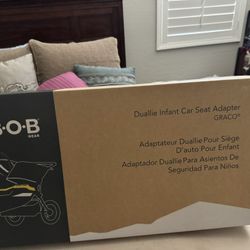 B·O·B
GEAR
Duallie Infant Car Seat Adapter
GRACO®
Adaptateur Duallie Pour Siège
D'auto Pour Enfant
Adaptador Duallie Para Asientos De
Seguridad Para Niños